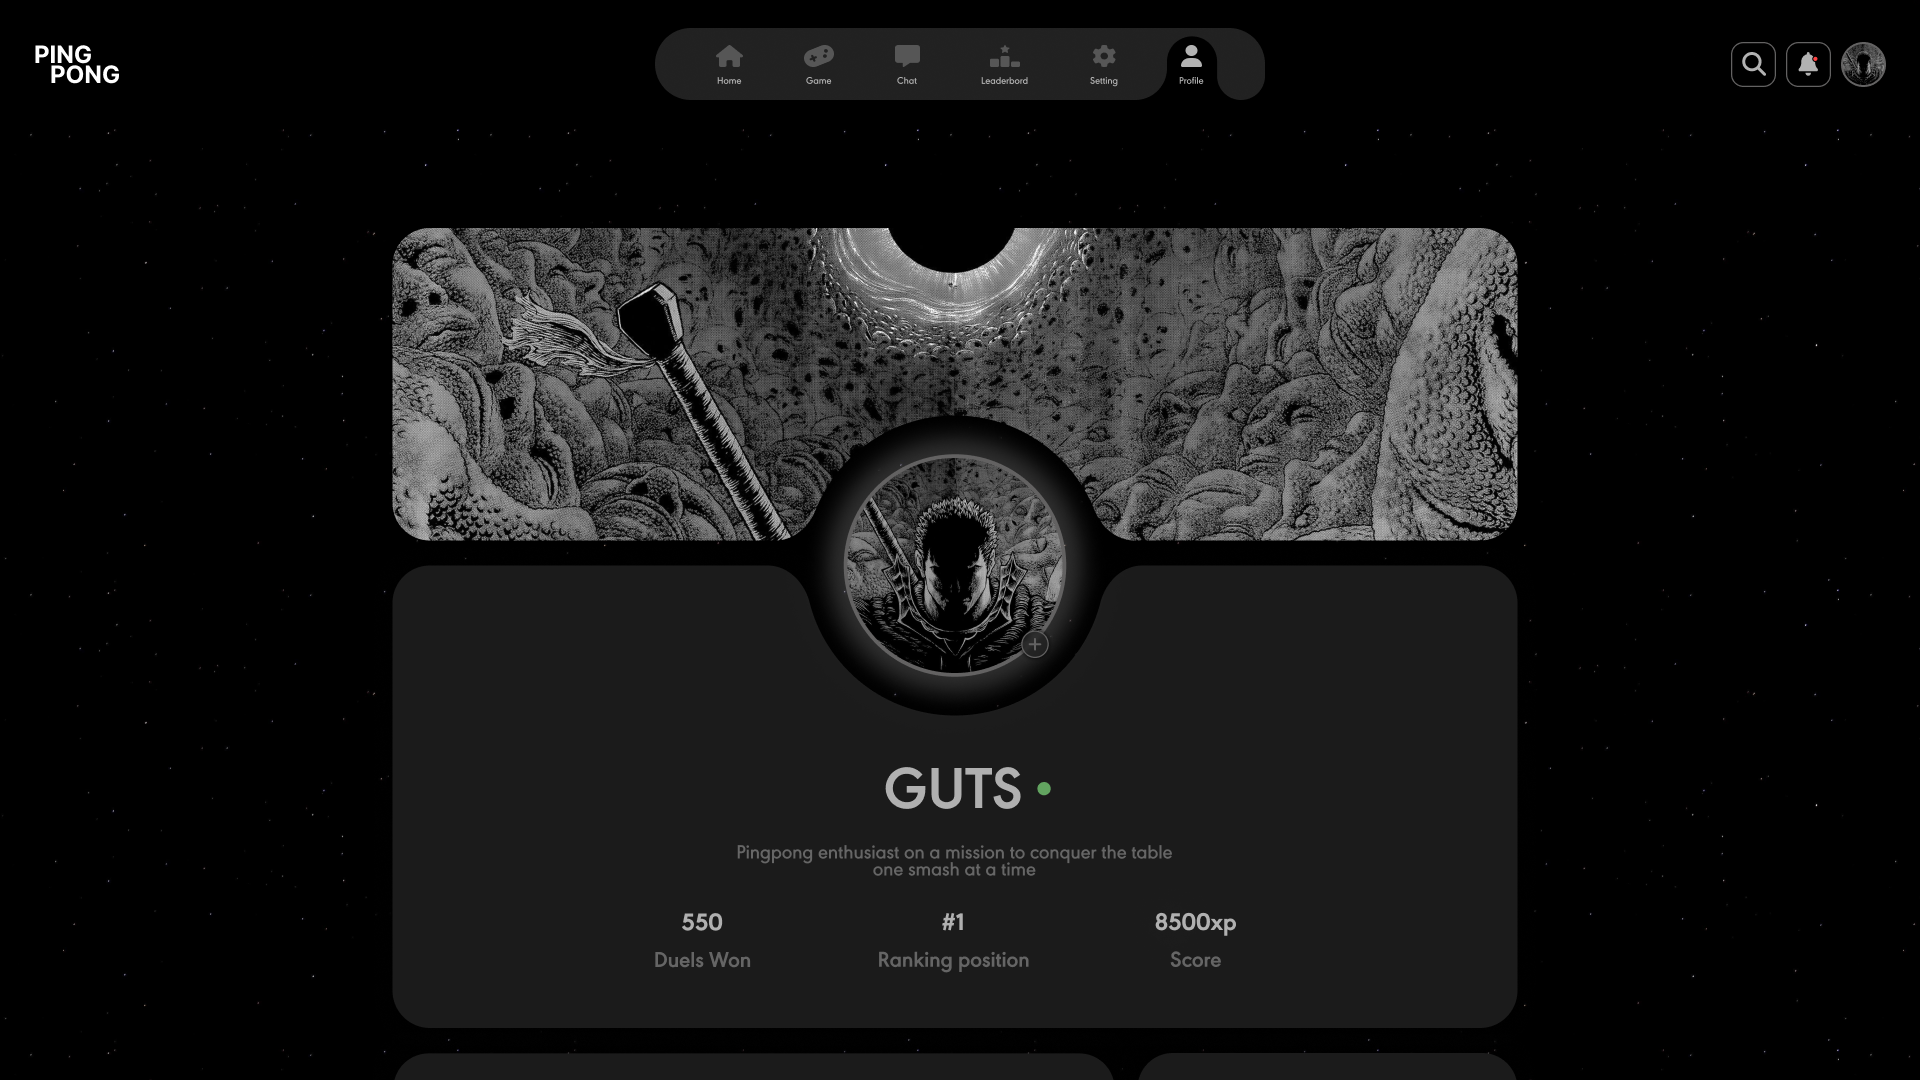 PING
PONG
Home
Game
Chat
Leaderbord
Setting
Profile
GUTS
Pingpong enthusiast on a mission to conquer the table
one smash at a time
550
#1
8500xp
Duels Won
Ranking position
Score